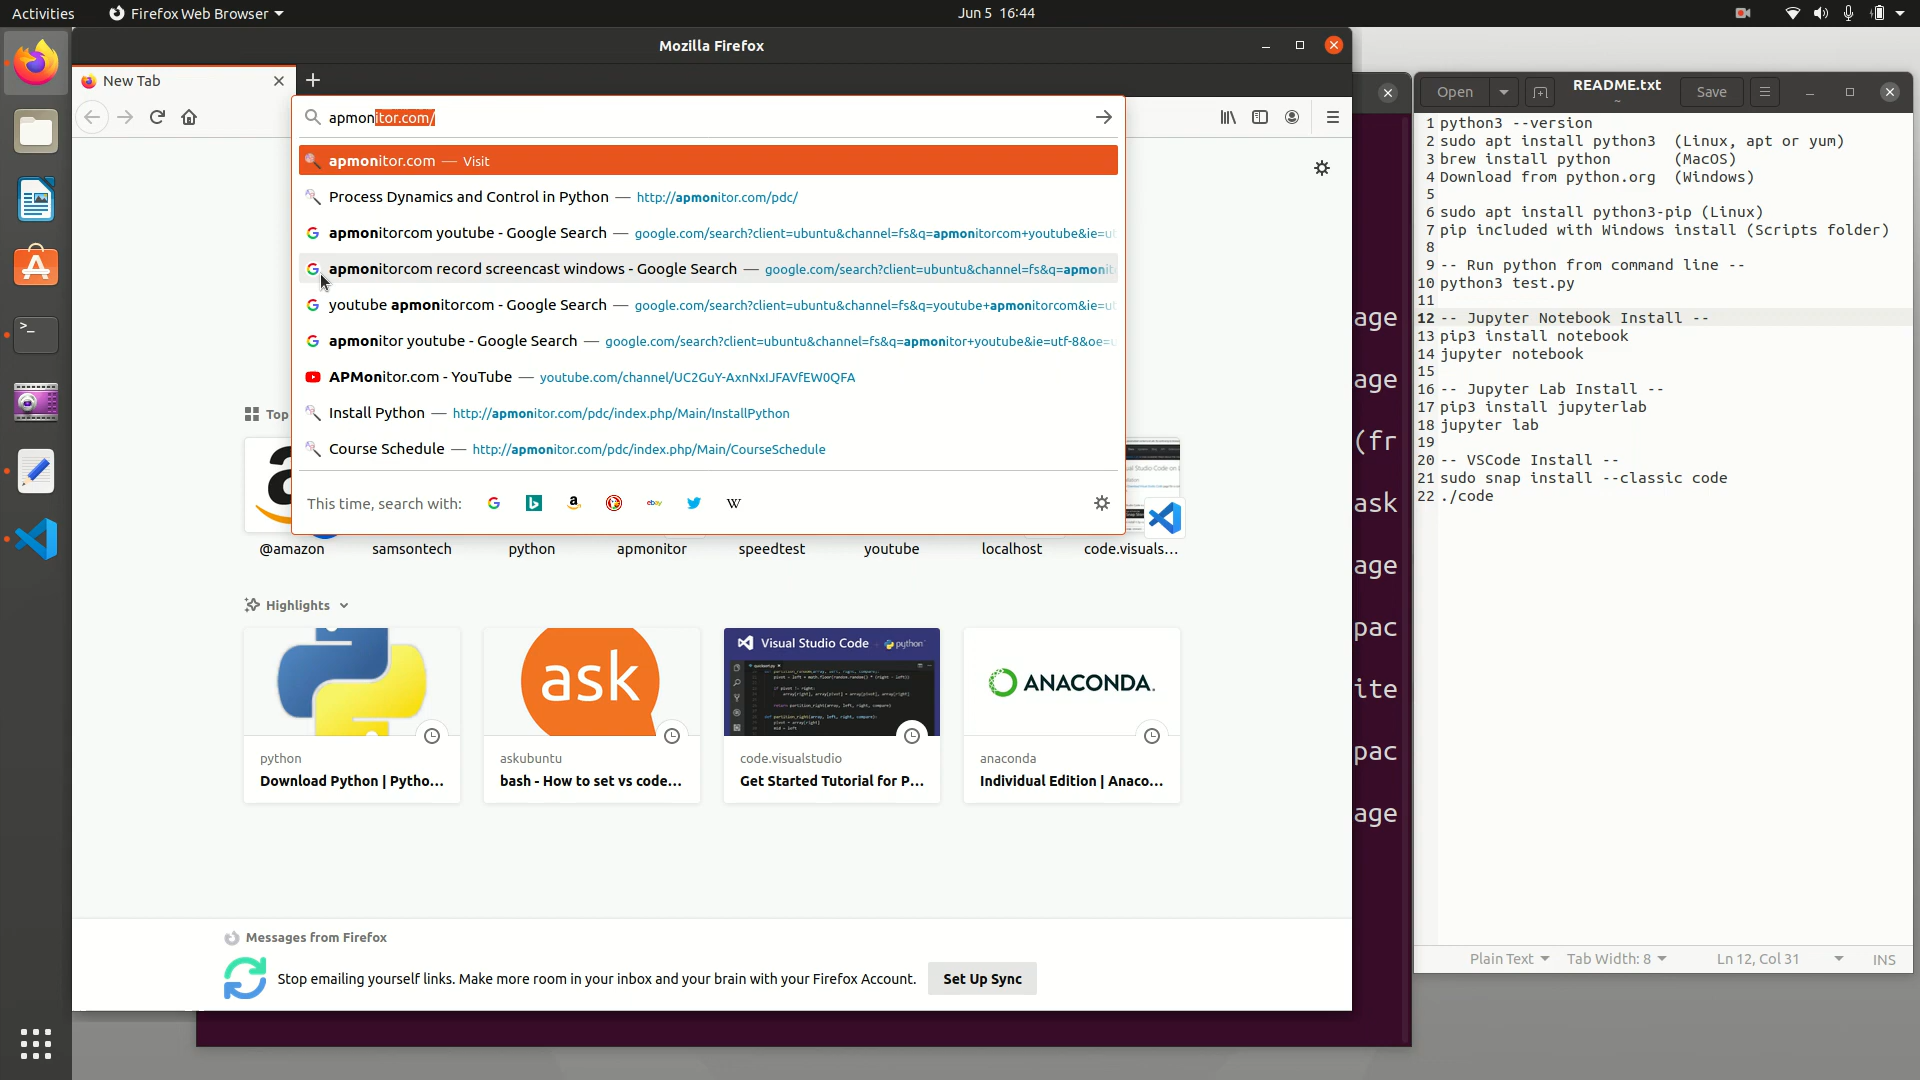 Activities
Firefox Web Browser
Jun 5 16:44
Mozilla Firefox
New Tab
apmonitor.com/
apmonitor.com — Visit
Process Dynamics and Control in Python — http://apmonitor.com/pdc/
apmonitorcom youtube - Google Search — google.com/search?client=ubuntu&channel=fs&q=apmonitorcom+youtube&ie=ut
apmonitorcom record screencast windows - Google Search — google.com/search?client=ubuntu&channel=fs&q=apmonit
youtube apmonitorcom - Google Search — google.com/search?client=ubuntu&channel=fs&q=youtube+apmonitorcom&ie=ut
apmonitor youtube - Google Search — google.com/search?client=ubuntu&channel=fs&q=apmonitor+youtube&ie=utf-8&oe=u
APMonitor.com - YouTube — youtube.com/channel/UC2GuY-AxnNxIJFAVfEW0QFA
Install Python — http://apmonitor.com/pdc/index.php/Main/InstallPython
Course Schedule — http://apmonitor.com/pdc/index.php/Main/CourseSchedule
This time, search with:
Top
@amazon
samsontech
python
apmonitor
speedtest
youtube
localhost
code.visuals...
Highlights
ask
Visual Studio Code
python
ANACONDA.
python
Download Python | Pytho...
askubuntu
bash - How to set vs code...
code.visualstudio
Get Started Tutorial for P...
anaconda
Individual Edition | Anaco...
Messages from Firefox
Stop emailing yourself links. Make more room in your inbox and your brain with your Firefox Account.
Set Up Sync
age
age
(fr
ask
age
pac
ite
pac
age
Open
README.txt
~
Save
1 python3 --version
2 sudo apt install python3 (Linux, apt or yum)
3 brew install python (MacOS)
4 Download from python.org (Windows)
5
6 sudo apt install python3-pip (Linux)
7 pip included with Windows install (Scripts folder)
8
9 -- Run python from command line --
10 python3 test.py
11
12 -- Jupyter Notebook Install --
13 pip3 install notebook
14 jupyter notebook
15
16 -- Jupyter Lab Install --
17 pip3 install jupyterlab
18 jupyter lab
19
20 -- VSCode Install --
21 sudo snap install --classic code
22 ./code
Plain Text
Tab Width: 8
Ln 12, Col 31
INS